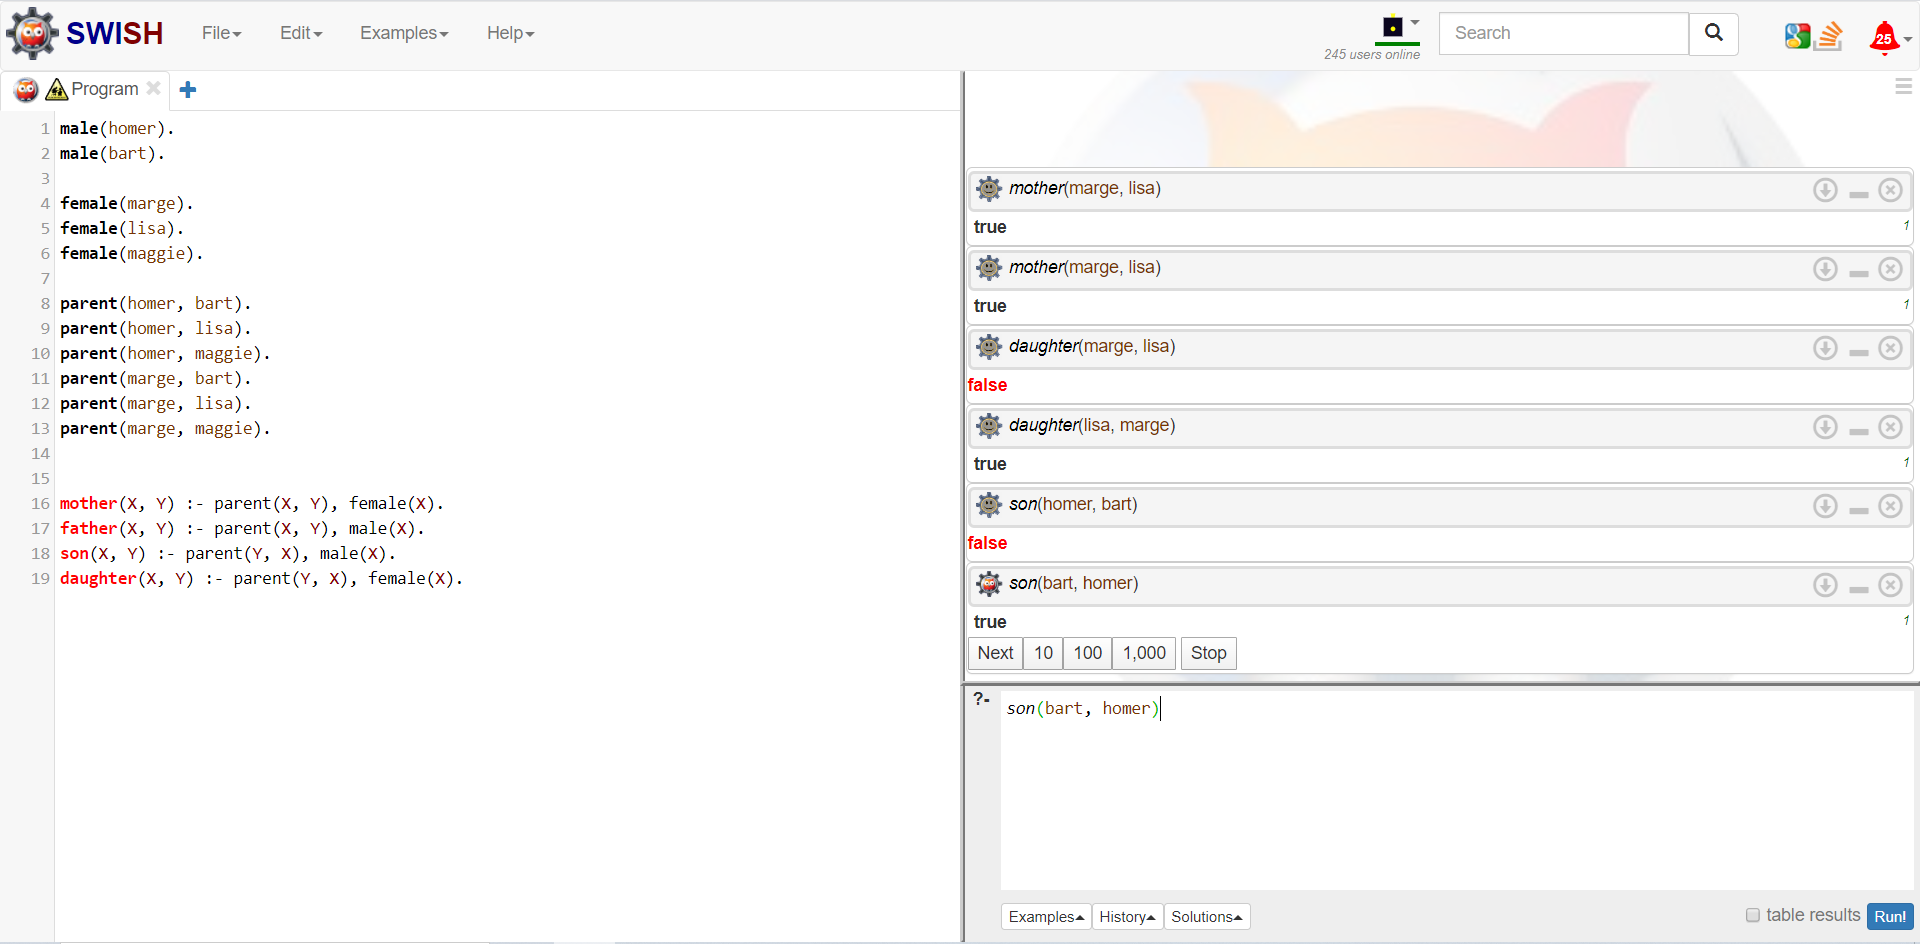 SWISH File Edit Examples Help 245 users online Search 25
Program
1 male(homer).
2 male(bart).
3
4 female(marge).
5 female(lisa).
6 female(maggie).
7
8 parent(homer, bart).
9 parent(homer, lisa).
10 parent(homer, maggie).
11 parent(marge, bart).
12 parent(marge, lisa).
13 parent(marge, maggie).
14
15
16 mother(X, Y) :- parent(X, Y), female(X).
17 father(X, Y) :- parent(X, Y), male(X).
18 son(X, Y) :- parent(Y, X), male(X).
19 daughter(X, Y) :- parent(Y, X), female(X).
mother(marge, lisa)
true 1
mother(marge, lisa)
true 1
daughter(marge, lisa)
false
daughter(lisa, marge)
true 1
son(homer, bart)
false
son(bart, homer)
true 1
Next 10 100 1,000 Stop
?- son(bart, homer)
Examples History Solutions table results Run!